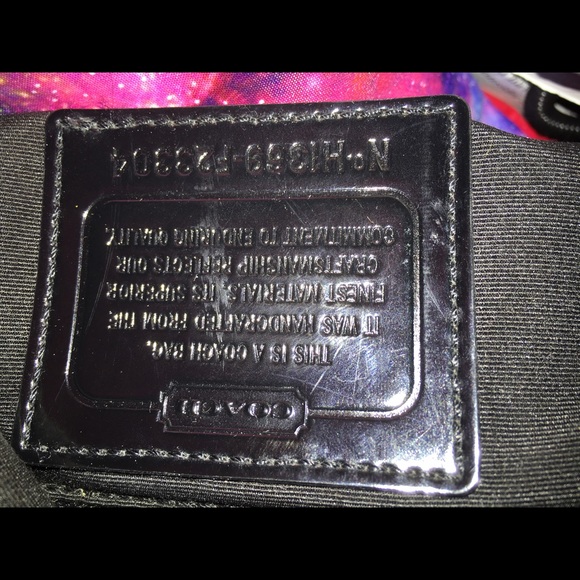 COACH
THIS IS A COACH BAG.
IT WAS HANDCRAFTED FROM THE
FINEST MATERIALS. ITS SUPERIOR
CRAFTSMANSHIP REFLECTS OUR
COMMITMENT TO ENDURING QUALITY.
No. H1369-F23304